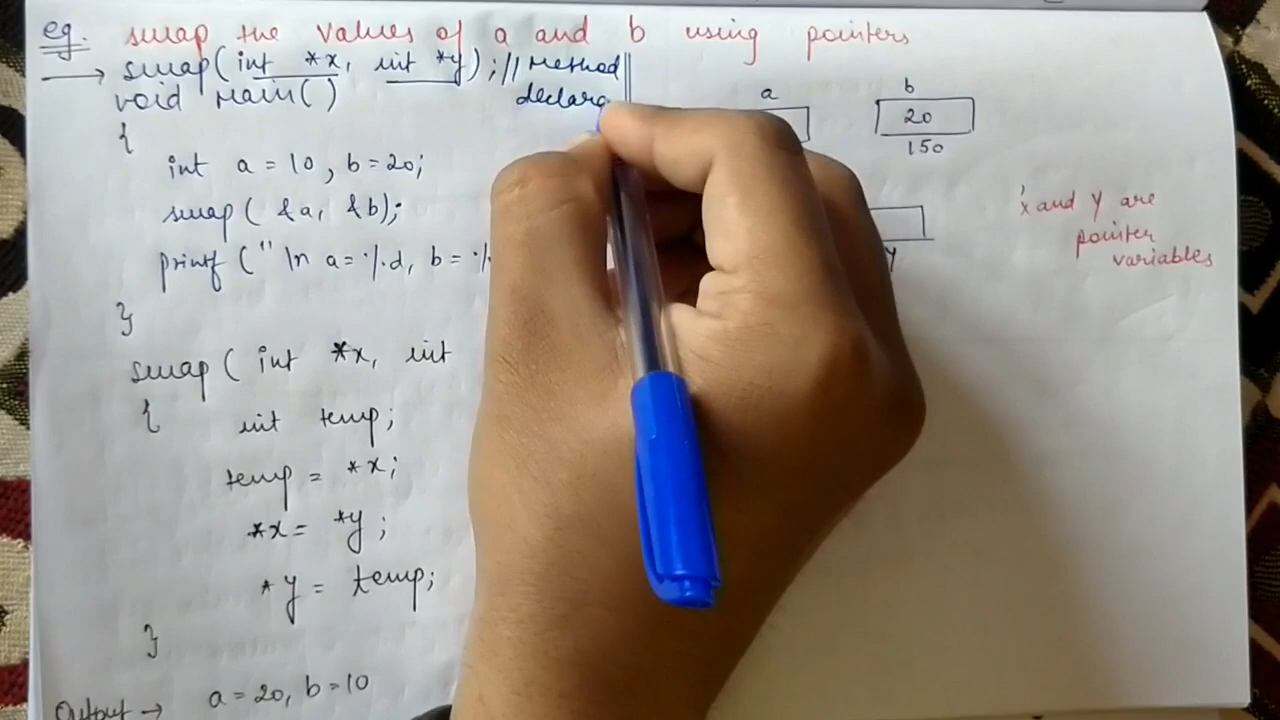 eg. swap the values of a and b using pointers
→ swap(int *x, int *y); // Method
declara
void main()
{
int a=10, b=20;
swap( &a, &b);
printf("\n a=%d, b=%
}
swap( int *x, int
{ int temp;
temp = *x;
*x= *y;
*y = temp;
}
Output → a=20, b=10
a
b
20
150
y
x and y are
pointer
variables